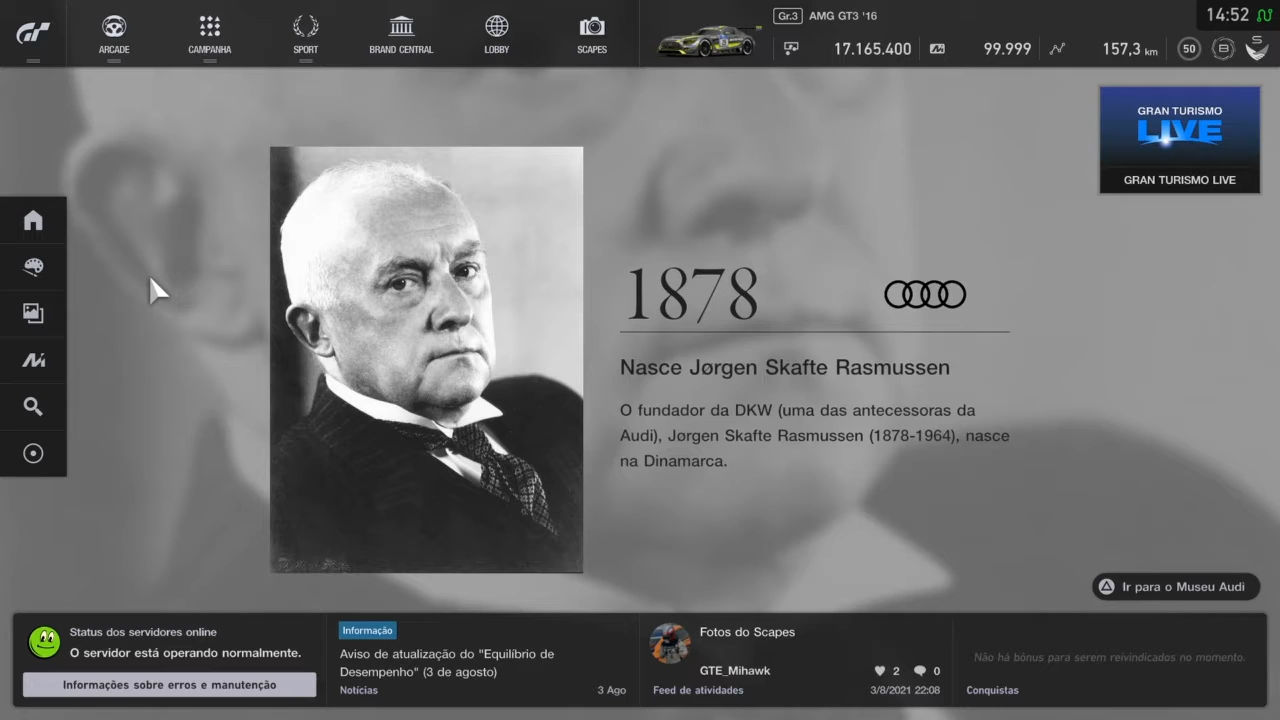 GT
ARCADE
CAMPANHA
SPORT
BRAND CENTRAL
LOBBY
SCAPES
Gr.3 AMG GT3 '16
17.165.400
99.999
157,3 km
50
B
S
14:52
GRAN TURISMO
LIVE
GRAN TURISMO LIVE
1878
Nasce Jørgen Skafte Rasmussen
O fundador da DKW (uma das antecessoras da
Audi), Jørgen Skafte Rasmussen (1878-1964), nasce
na Dinamarca.
Ir para o Museu Audi
Status dos servidores online
O servidor está operando normalmente.
Informações sobre erros e manutenção
Informação
Aviso de atualização do "Equilíbrio de
Desempenho" (3 de agosto)
Notícias
3 Ago
Fotos do Scapes
GTE_Mihawk
2
0
Feed de atividades
3/8/2021 22:08
Não há bônus para serem reivindicados no momento.
Conquistas